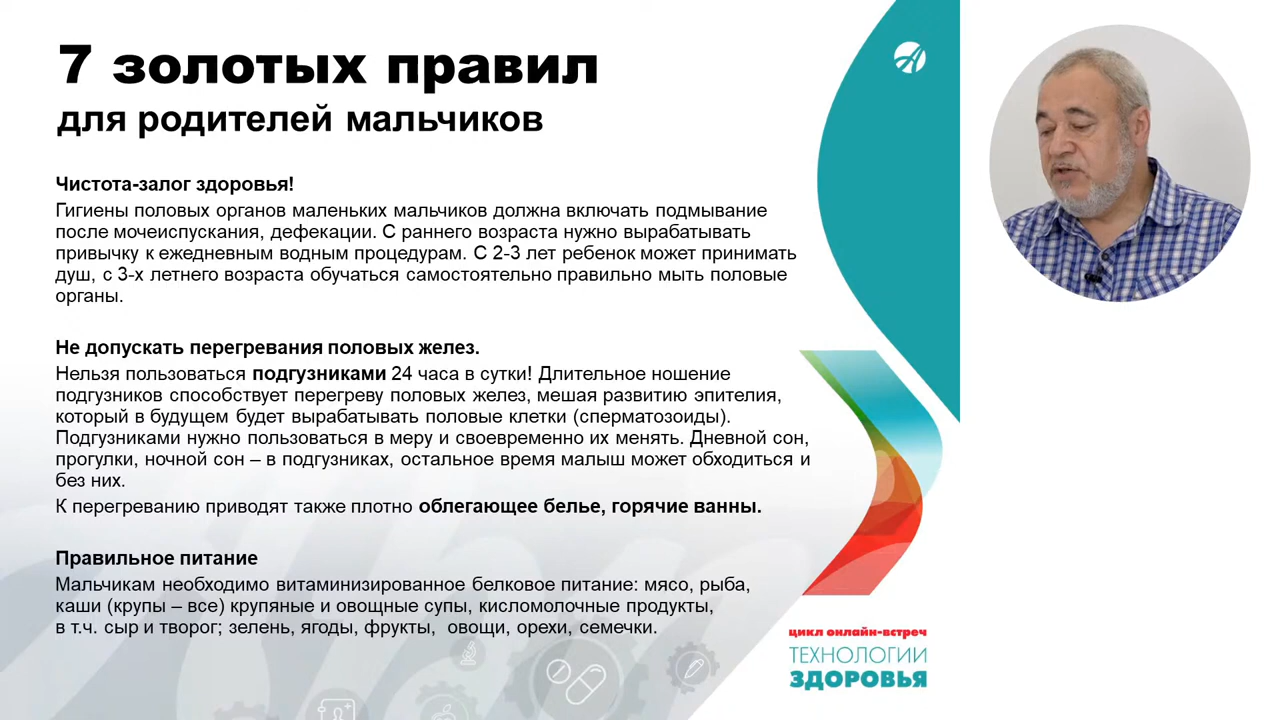 7 золотых правил
для родителей мальчиков
Чистота-залог здоровья!
Гигиены половых органов маленьких мальчиков должна включать подмывание
после мочеиспускания, дефекации. С раннего возраста нужно вырабатывать
привычку к ежедневным водным процедурам. С 2-3 лет ребенок может принимать
душ, с 3-х летнего возраста обучаться самостоятельно правильно мыть половые
органы.
Не допускать перегревания половых желез.
Нельзя пользоваться подгузниками 24 часа в сутки! Длительное ношение
подгузников способствует перегреву половых желез, мешая развитию эпителия,
который в будущем будет вырабатывать половые клетки (сперматозоиды).
Подгузниками нужно пользоваться в меру и своевременно их менять. Дневной сон,
прогулки, ночной сон – в подгузниках, остальное время малыш может обходиться и
без них.
К перегреванию приводят также плотно облегающее белье, горячие ванны.
Правильное питание
Мальчикам необходимо витаминизированное белковое питание: мясо, рыба,
каши (крупы – все) крупяные и овощные супы, кисломолочные продукты,
в т.ч. сыр и творог; зелень, ягоды, фрукты, овощи, орехи, семечки.
цикл онлайн-встреч
ТЕХНОЛОГИИ
ЗДОРОВЬЯ